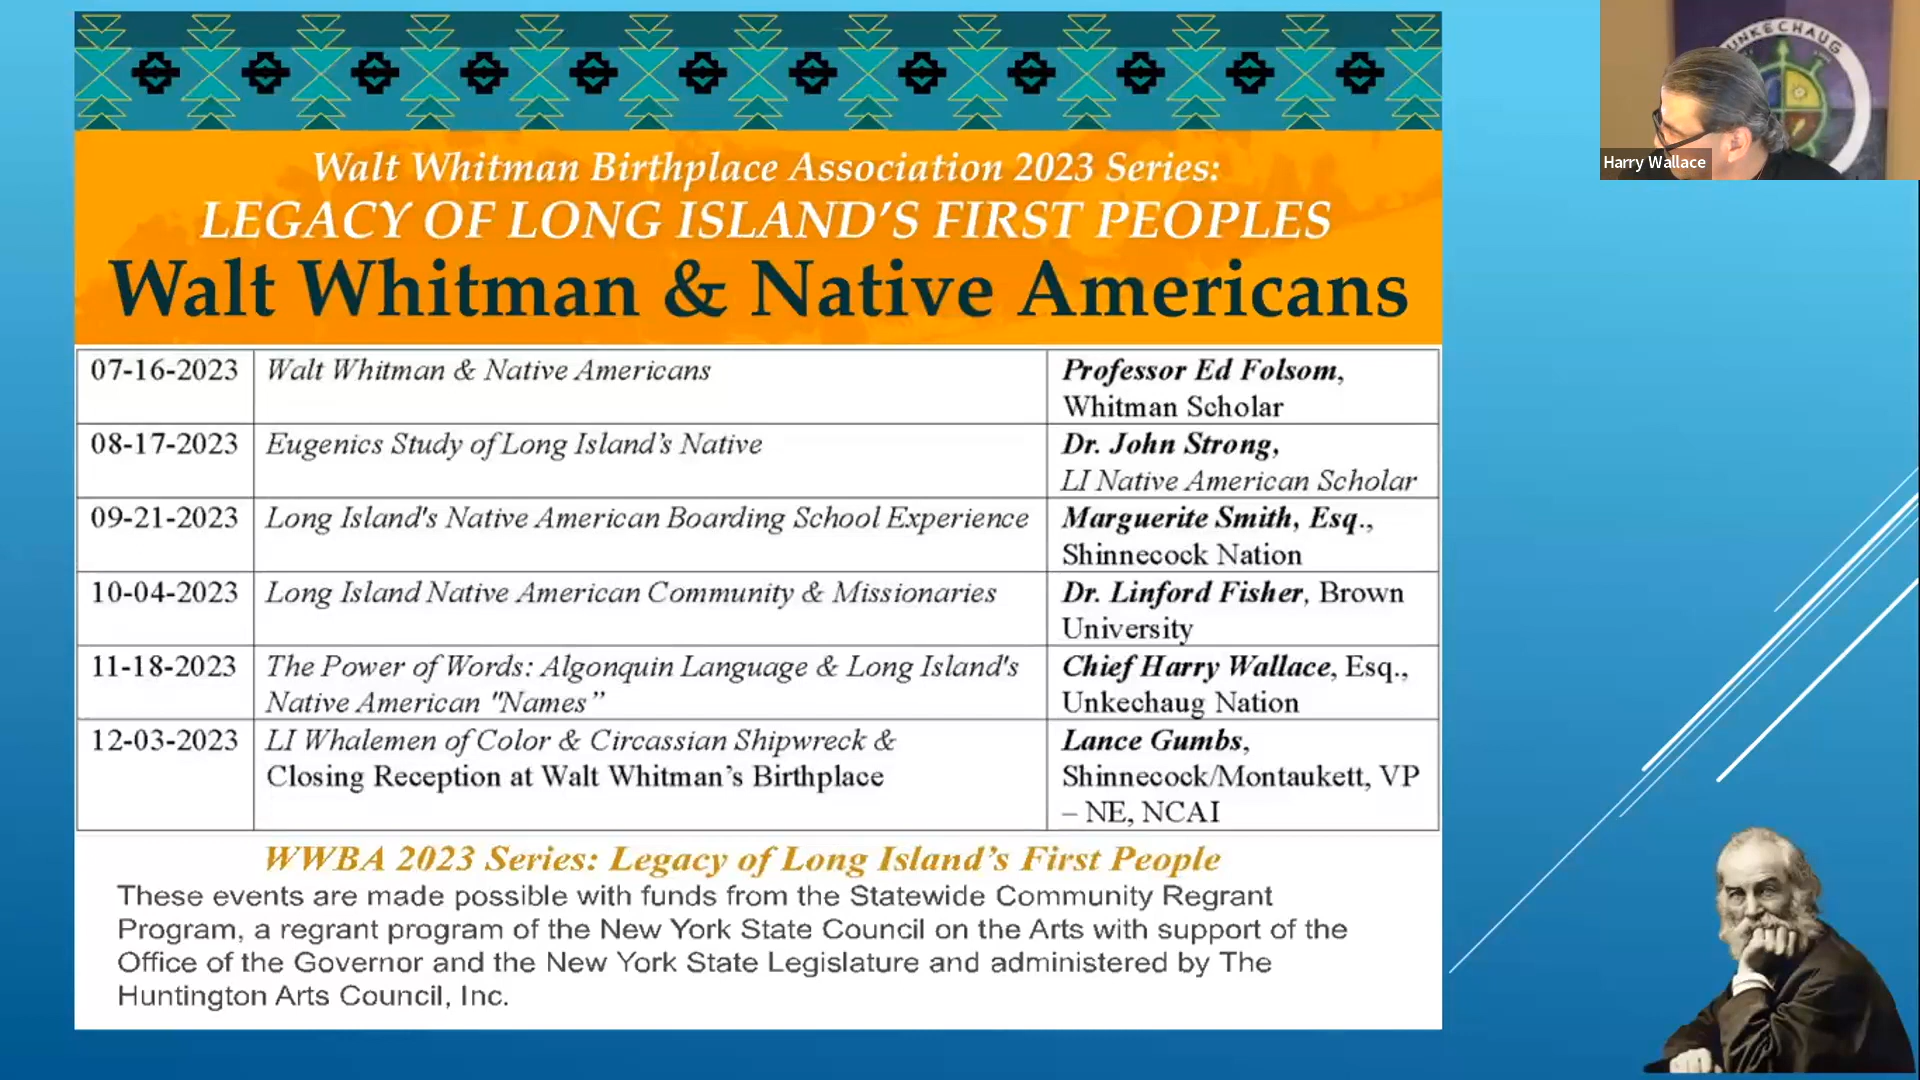 UNKECHAUG
Harry Wallace
Walt Whitman Birthplace Association 2023 Series:
LEGACY OF LONG ISLAND'S FIRST PEOPLES
Walt Whitman & Native Americans
07-16-2023 Walt Whitman & Native Americans Professor Ed Folsom,
Whitman Scholar
08-17-2023 Eugenics Study of Long Island's Native Dr. John Strong,
LI Native American Scholar
09-21-2023 Long Island's Native American Boarding School Experience Marguerite Smith, Esq.,
Shinnecock Nation
10-04-2023 Long Island Native American Community & Missionaries Dr. Linford Fisher, Brown
University
11-18-2023 The Power of Words: Algonquin Language & Long Island's Chief Harry Wallace, Esq.,
Native American "Names” Unkechaug Nation
12-03-2023 LI Whalemen of Color & Circassian Shipwreck & Lance Gumbs,
Closing Reception at Walt Whitman’s Birthplace Shinnecock/Montaukett, VP
– NE, NCAI
WWBA 2023 Series: Legacy of Long Island’s First People
These events are made possible with funds from the Statewide Community Regrant
Program, a regrant program of the New York State Council on the Arts with support of the
Office of the Governor and the New York State Legislature and administered by The
Huntington Arts Council, Inc.